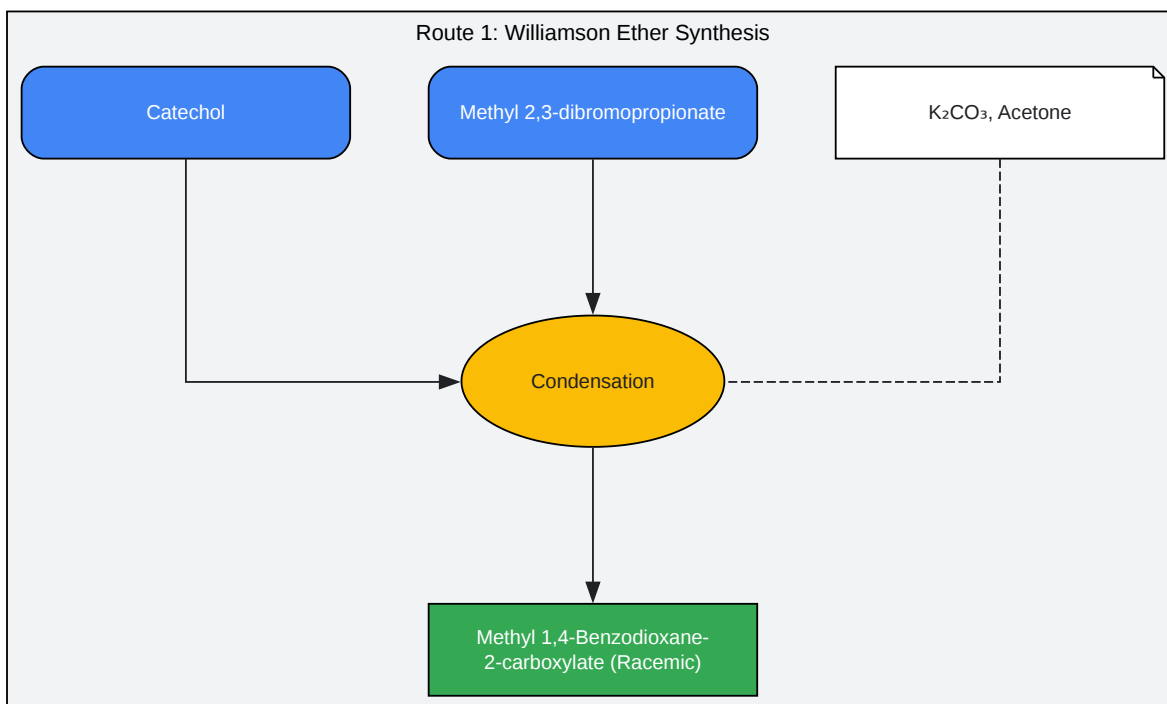 Route 1: Williamson Ether Synthesis
Catechol
Methyl 2,3-dibromopropionate
K₂CO₃, Acetone
Condensation
Methyl 1,4-Benzodioxane-
2-carboxylate (Racemic)